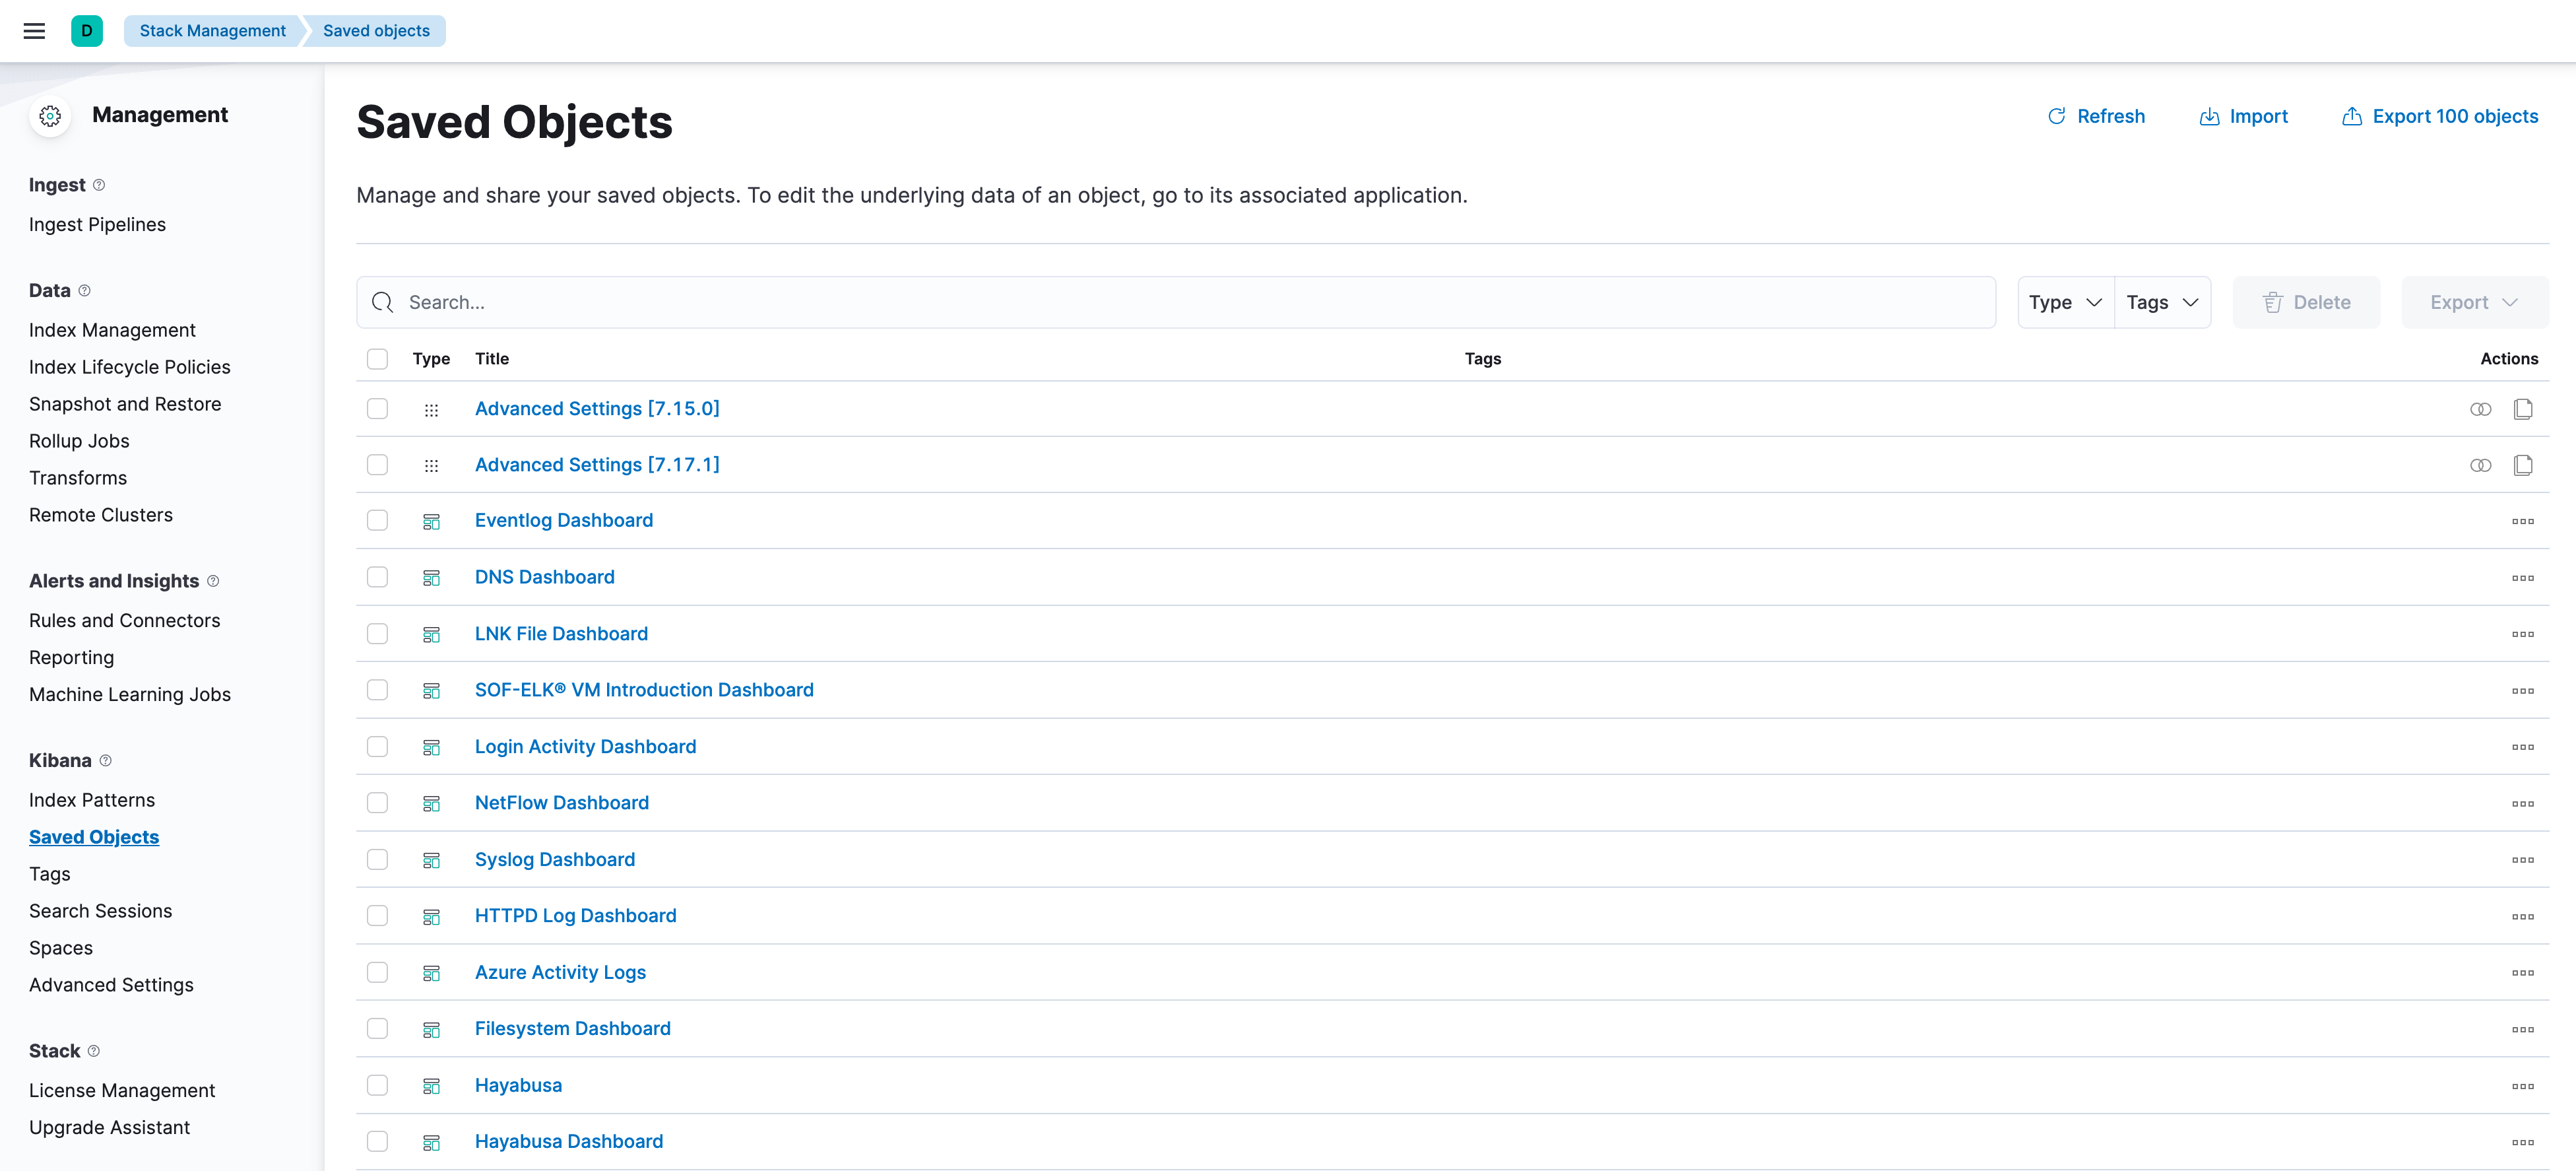 D
Stack Management
Saved objects
Management
Ingest
Ingest Pipelines
Data
Index Management
Index Lifecycle Policies
Snapshot and Restore
Rollup Jobs
Transforms
Remote Clusters
Alerts and Insights
Rules and Connectors
Reporting
Machine Learning Jobs
Kibana
Index Patterns
Saved Objects
Tags
Search Sessions
Spaces
Advanced Settings
Stack
License Management
Upgrade Assistant
Saved Objects
Refresh
Import
Export 100 objects
Manage and share your saved objects. To edit the underlying data of an object, go to its associated application.
Search...
Type
Tags
Delete
Export
Type Title Tags Actions
Advanced Settings [7.15.0]
Advanced Settings [7.17.1]
Eventlog Dashboard
DNS Dashboard
LNK File Dashboard
SOF-ELK® VM Introduction Dashboard
Login Activity Dashboard
NetFlow Dashboard
Syslog Dashboard
HTTPD Log Dashboard
Azure Activity Logs
Filesystem Dashboard
Hayabusa
Hayabusa Dashboard